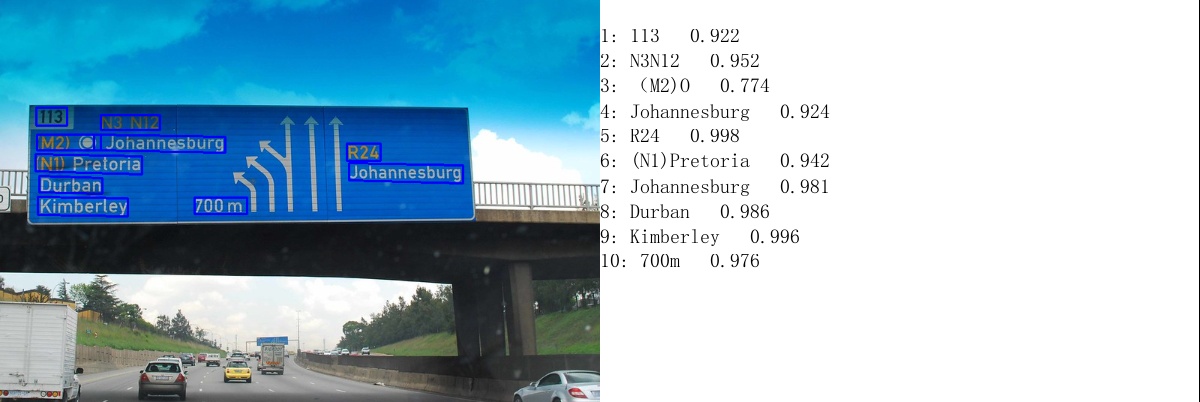 113
N3 N12
M2) Johannesburg
N1) Pretoria
Durban
Kimberley
700 m
R24
Johannesburg
1: 113 0.922
2: N3N12 0.952
3: (M2)O 0.774
4: Johannesburg 0.924
5: R24 0.998
6: (N1)Pretoria 0.942
7: Johannesburg 0.981
8: Durban 0.986
9: Kimberley 0.996
10: 700m 0.976